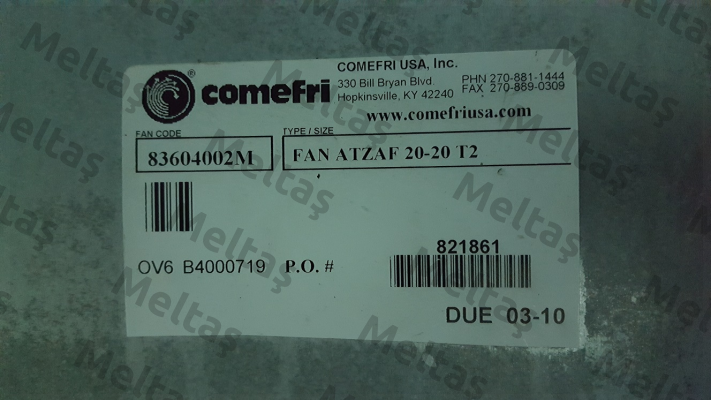 comefri ®
COMEFRI USA, Inc.
330 Bill Bryan Blvd. PHN 270-881-1444
Hopkinsville, KY 42240 FAX 270-889-0309
www.comefriusa.com
FAN CODE TYPE / SIZE
83604002M FAN ATZAF 20-20 T2
821861
OV6 B4000719 P.O. #
DUE 03-10
Meltaş